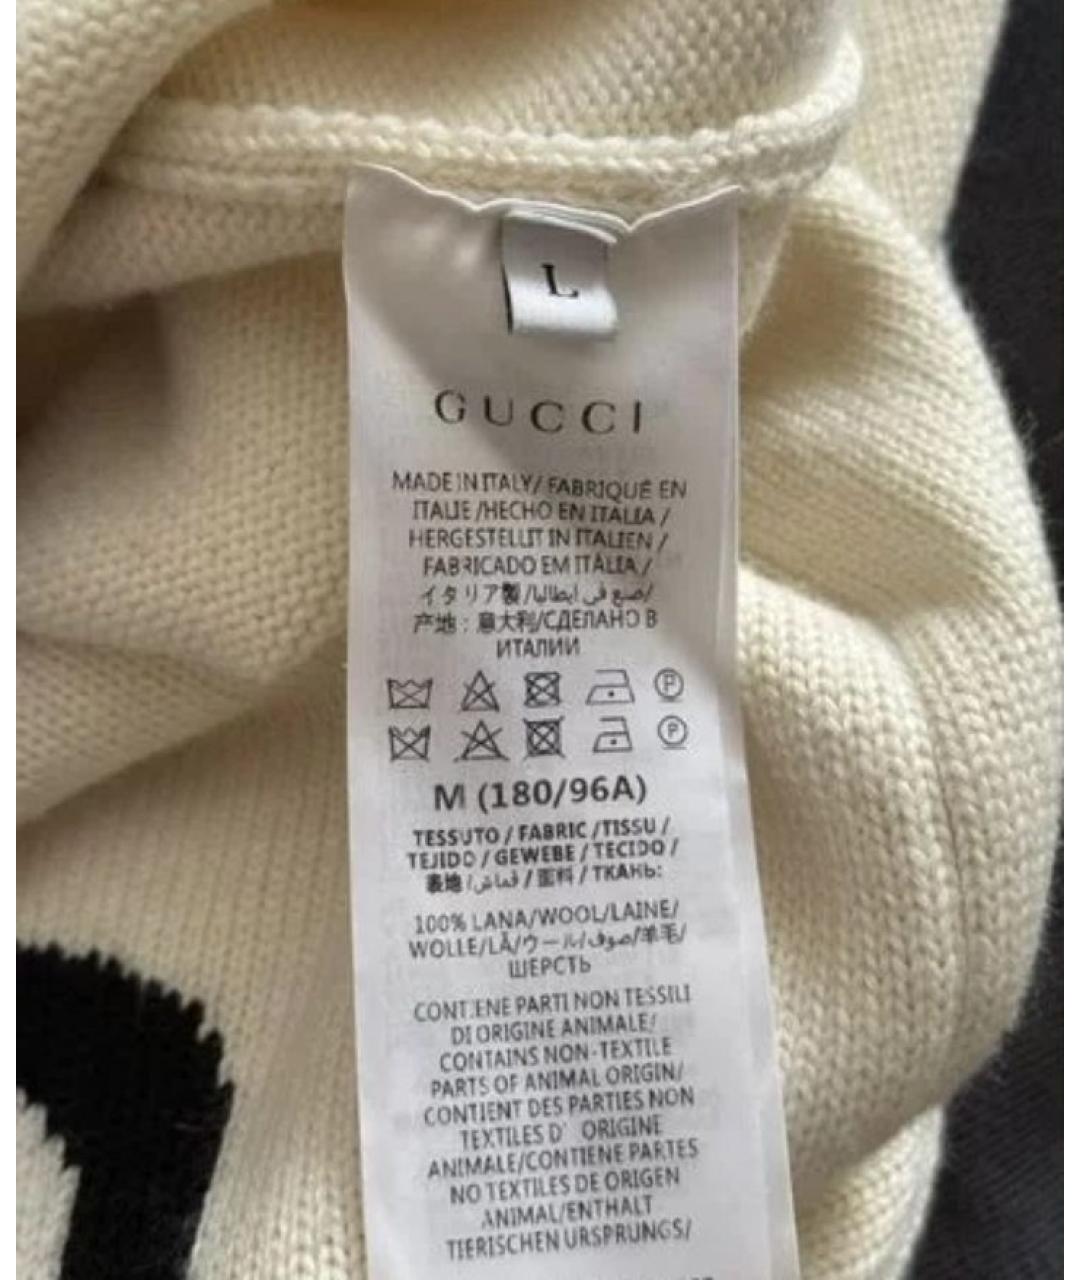 L
GUCCI
MADE IN ITALY/ FABRIQUÉ EN
ITALIE /HECHO EN ITALIA /
HERGESTELLT IN ITALIEN /
FABRICADO EM ITÀLIA /
イタリア製 /صنع في ايطاليا/
产地 : 意大利/СДЕЛАНО В
ИТАЛИИ
P
P
M (180/96A)
TESSUTO / FABRIC /TISSU /
TEJIDO / GEWEBE / TECIDO /
表地 /قماش / 面料 / ТКАНЬ:
100% LANA/WOOL/LAINE/
WOLLE/LÃ/ウール/صوف/羊毛/
ШЕРСТЬ
CONTIENE PARTI NON TESSILI
DI ORIGINE ANIMALE/
CONTAINS NON-TEXTILE
PARTS OF ANIMAL ORIGIN/
CONTIENT DES PARTIES NON
TEXTILES D' ORIGINE
ANIMALE/CONTIENE PARTES
NO TEXTILES DE ORIGEN
ANIMAL/ENTHALT
TIERISCHEN URSPRUNGS/